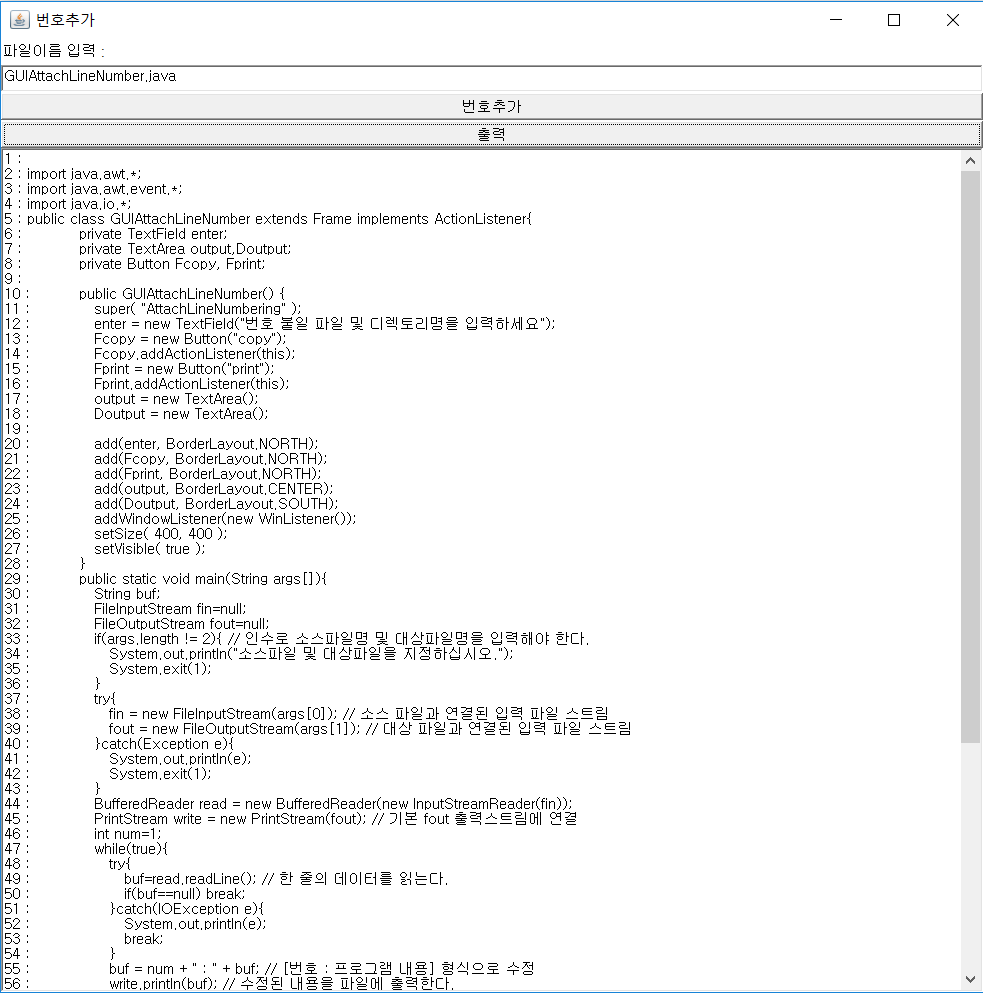 번호추가
파일이름 입력 :
GUIAttachLineNumber.java
번호추가
출력
1 :
2 : import java.awt.*;
3 : import java.awt.event.*;
4 : import java.io.*;
5 : public class GUIAttachLineNumber extends Frame implements ActionListener{
6 :         private TextField enter;
7 :         private TextArea output,Doutput;
8 :         private Button Fcopy, Fprint;
9 :
10 :         public GUIAttachLineNumber() {
11 :           super( "AttachLineNumbering" );
12 :           enter = new TextField("번호 붙일 파일 및 디렉토리명을 입력하세요");
13 :           Fcopy = new Button("copy");
14 :           Fcopy.addActionListener(this);
15 :           Fprint = new Button("print");
16 :           Fprint.addActionListener(this);
17 :           output = new TextArea();
18 :           Doutput = new TextArea();
19 :
20 :           add(enter, BorderLayout.NORTH);
21 :           add(Fcopy, BorderLayout.NORTH);
22 :           add(Fprint, BorderLayout.NORTH);
23 :           add(output, BorderLayout.CENTER);
24 :           add(Doutput, BorderLayout.SOUTH);
25 :           addWindowListener(new WinListener());
26 :           setSize( 400, 400 );
27 :           setVisible( true );
28 :         }
29 :         public static void main(String args[]){
30 :           String buf;
31 :           FileInputStream fin=null;
32 :           FileOutputStream fout=null;
33 :           if(args.length != 2){ // 인수로 소스파일명 및 대상파일명을 입력해야 한다.
34 :             System.out.println("소스파일 및 대상파일을 지정하십시오.");
35 :             System.exit(1);
36 :           }
37 :           try{
38 :             fin = new FileInputStream(args[0]); // 소스 파일과 연결된 입력 파일 스트림
39 :             fout = new FileOutputStream(args[1]); // 대상 파일과 연결된 입력 파일 스트림
40 :           }catch(Exception e){
41 :             System.out.println(e);
42 :             System.exit(1);
43 :           }
44 :           BufferedReader read = new BufferedReader(new InputStreamReader(fin));
45 :           PrintStream write = new PrintStream(fout); // 기본 fout 출력스트림에 연결
46 :           int num=1;
47 :           while(true){
48 :             try{
49 :               buf=read.readLine(); // 한 줄의 데이터를 읽는다.
50 :               if(buf==null) break;
51 :             }catch(IOException e){
52 :               System.out.println(e);
53 :               break;
54 :             }
55 :             buf = num + " : " + buf; // [번호 : 프로그램 내용] 형식으로 수정
56 :             write.println(buf); // 수정된 내용을 파일에 출력한다.